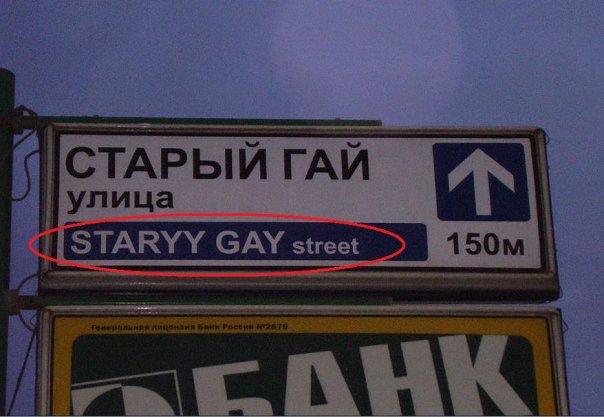 СТАРЫЙ ГАЙ
улица
STARYY GAY street
150м
Генеральная лицензия Банк России №2879
БАНК